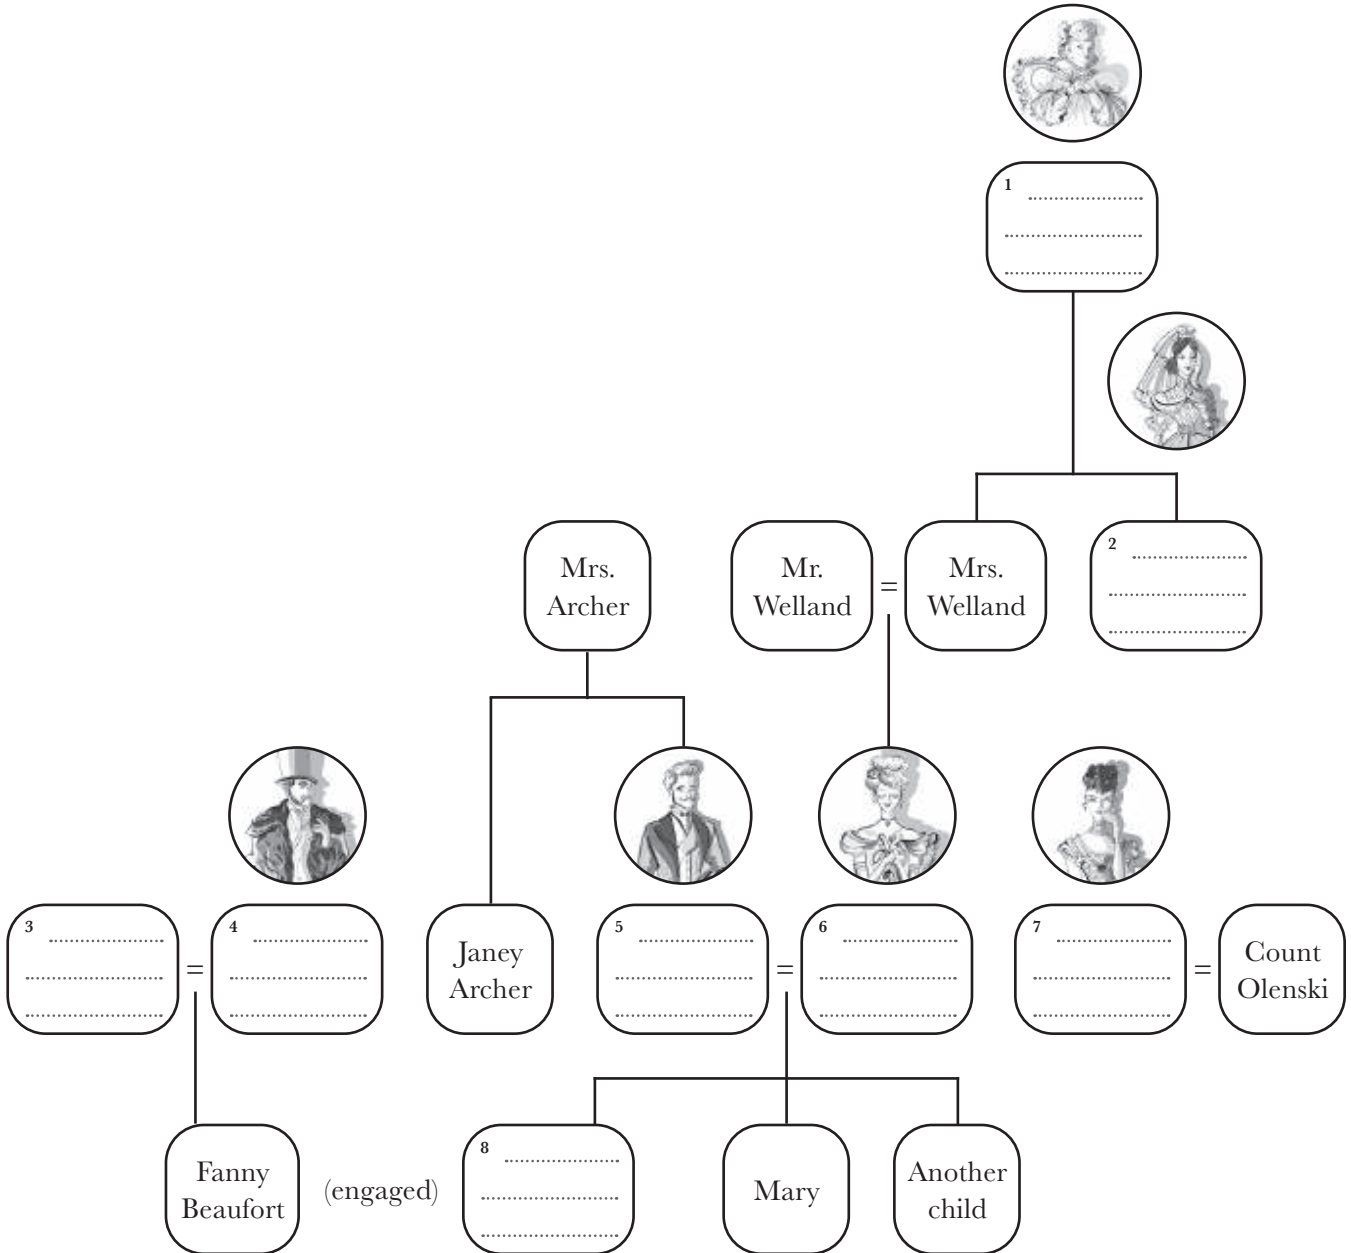 1
Mrs.
Archer
Mr.
Welland
=
Mrs.
Welland
2
3
=
4
Janey
Archer
5
=
6
7
=
Count
Olenski
Fanny
Beaufort
(engaged)
8
Mary
Another
child